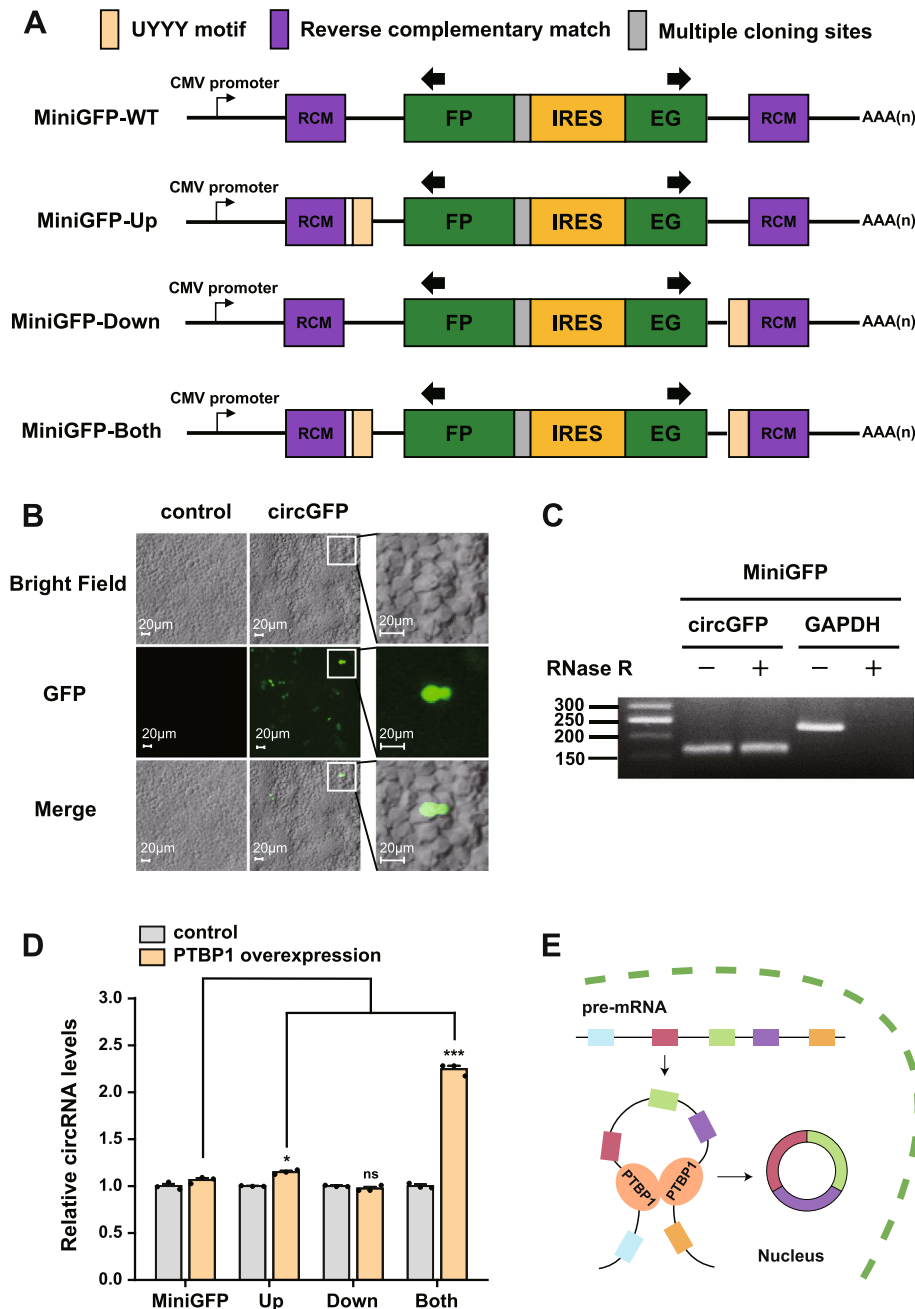 A
UYYY motif
Reverse complementary match
Multiple cloning sites
CMV promoter
MiniGFP-WT
RCM
FP
IRES
EG
RCM
AAA(n)
CMV promoter
MiniGFP-Up
RCM
FP
IRES
EG
RCM
AAA(n)
CMV promoter
MiniGFP-Down
RCM
FP
IRES
EG
RCM
AAA(n)
CMV promoter
MiniGFP-Both
RCM
FP
IRES
EG
RCM
AAA(n)
B
control
circGFP
Bright Field
20μm
20μm
20μm
GFP
20μm
20μm
20μm
Merge
20μm
20μm
20μm
C
MiniGFP
circGFP
GAPDH
RNase R
− + − +
300
250
200
150
D
control
PTBP1 overexpression
Relative circRNA levels
3.0
2.5
2.0
1.5
1.0
0.5
0.0
*
ns
***
MiniGFP
Up
Down
Both
E
pre-mRNA
PTBP1
PTBP1
Nucleus